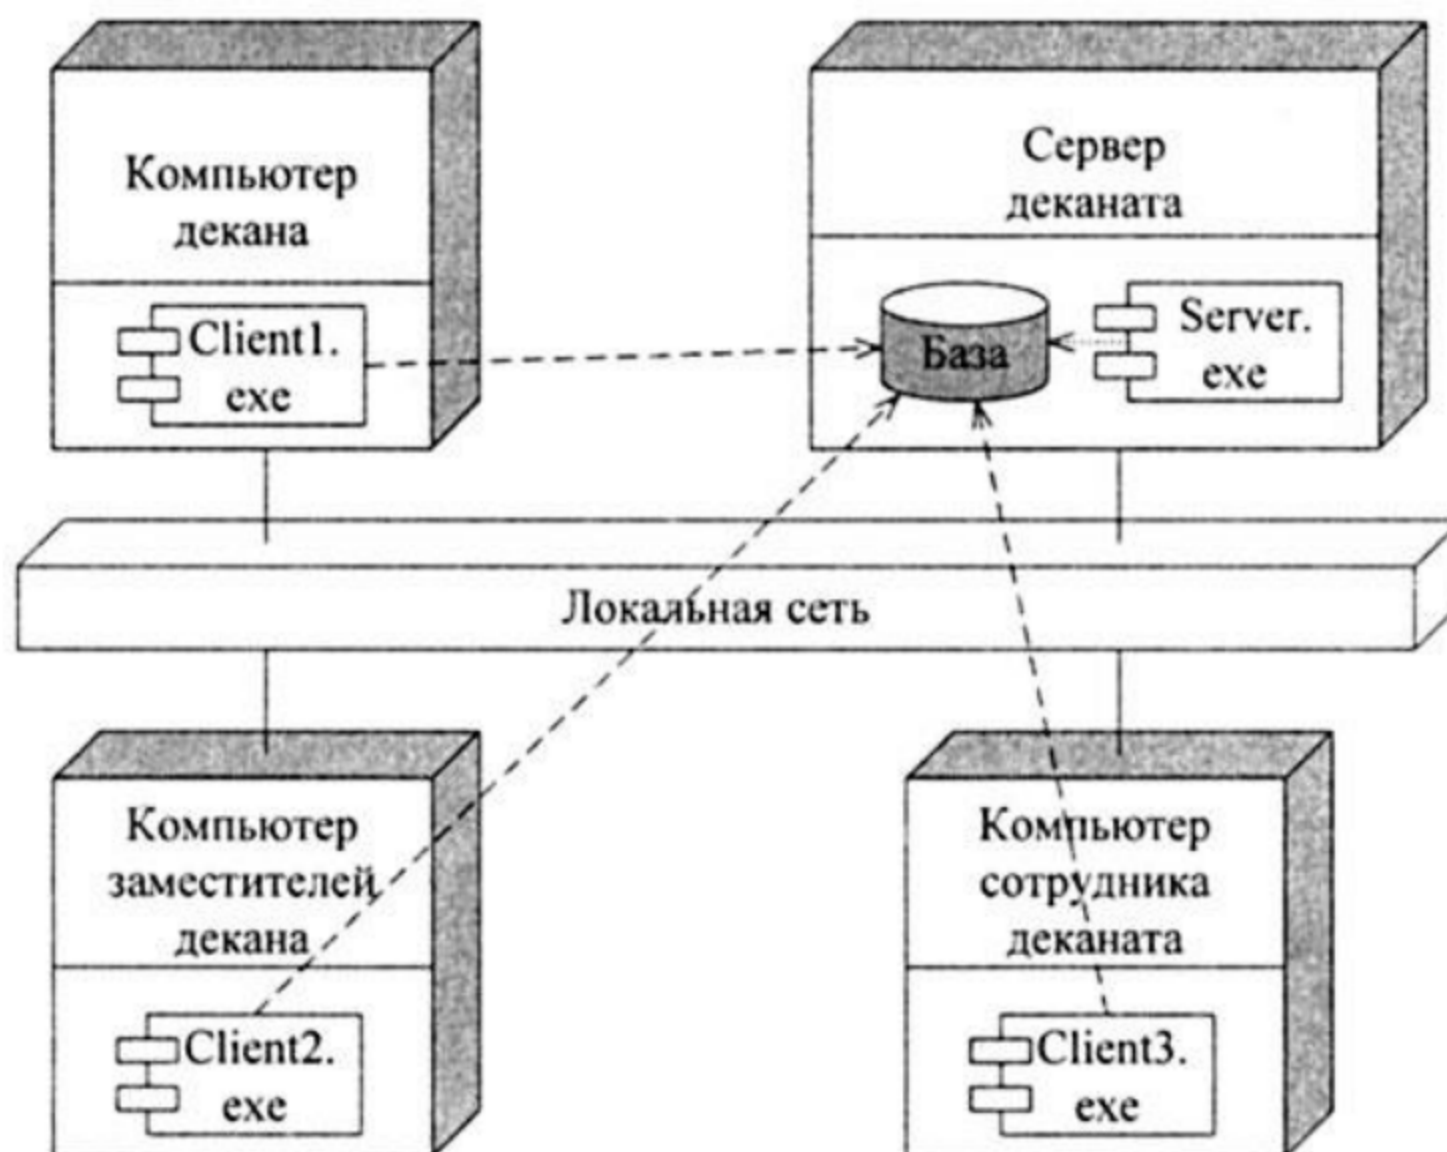 Компьютер
декана
Client1.
exe
Сервер
деканата
База
Server.
exe
Локальная сеть
Компьютер
заместителей
декана
Client2.
exe
Компьютер
сотрудника
деканата
Client3.
exe